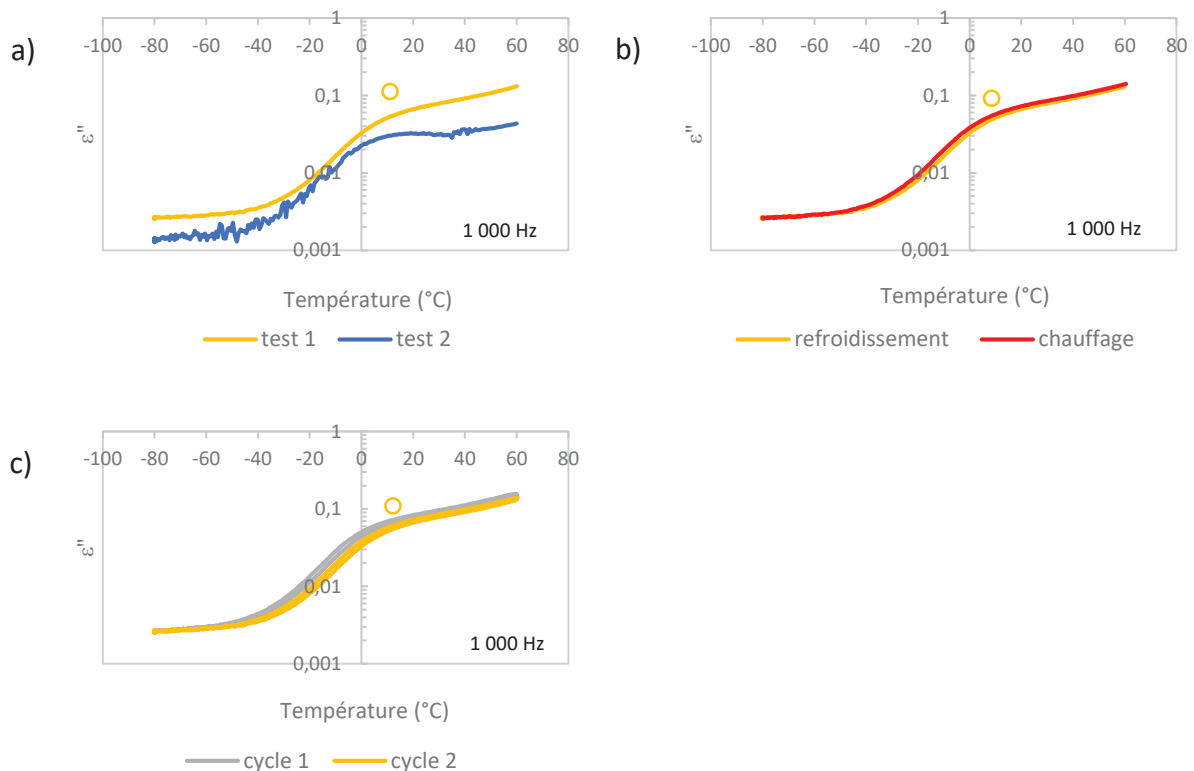 a)
1
-100 -80 -60 -40 -20 0 20 40 60 80
0,1
0,01
0,001
ε"
1 000 Hz
Température (°C)
test 1 test 2
b)
1
-100 -80 -60 -40 -20 0 20 40 60 80
0,1
0,01
0,001
ε"
1 000 Hz
Température (°C)
refroidissement chauffage
c)
1
-100 -80 -60 -40 -20 0 20 40 60 80
0,1
0,01
0,001
ε"
1 000 Hz
Température (°C)
cycle 1 cycle 2